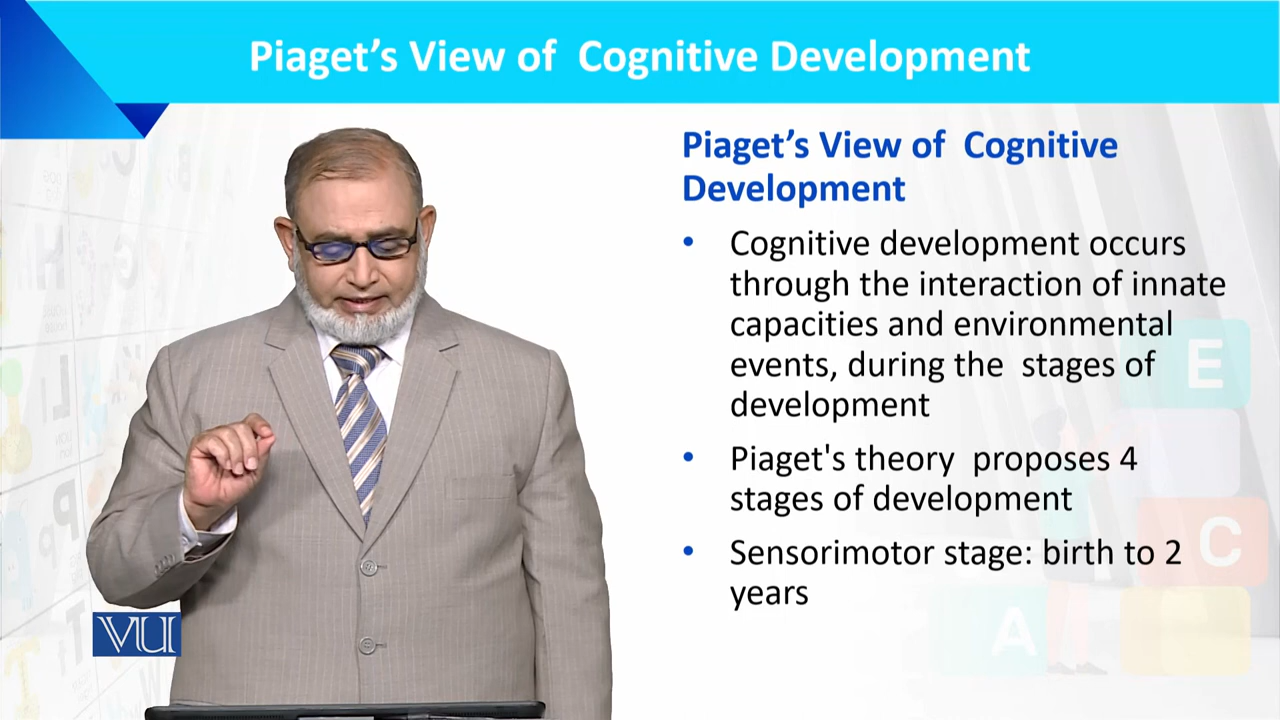 Piaget’s View of  Cognitive Development
Piaget’s View of  Cognitive
Development
• Cognitive development occurs
through the interaction of innate
capacities and environmental
events, during the  stages of
development
• Piaget's theory  proposes 4
stages of development
• Sensorimotor stage: birth to 2
years
VU
E
C
A